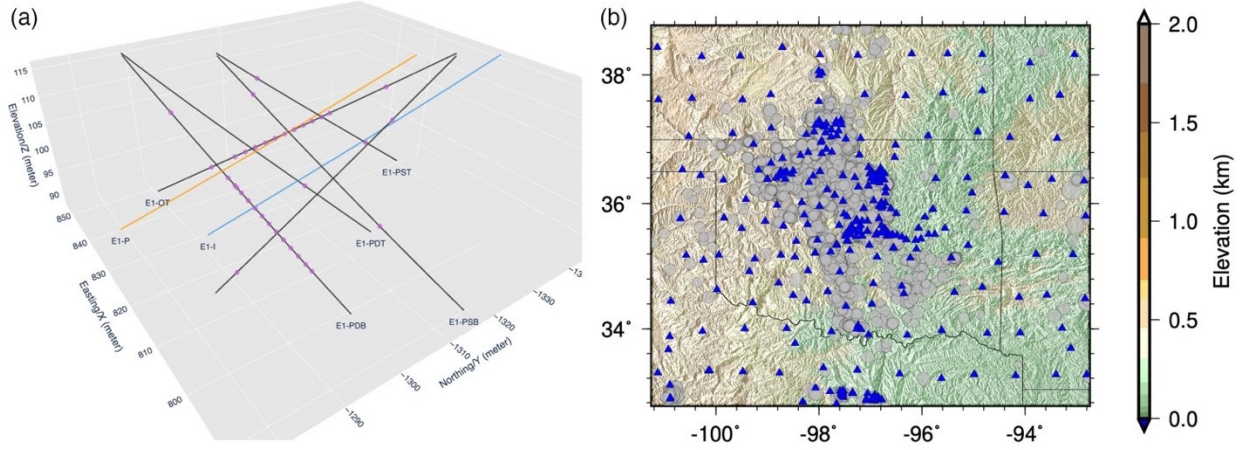 (a)
115
110
105
100
95
90
850
840
830
820
810
800
Elevation/Z (meter)
Easting/X (meter)
Northing/Y (meter)
−1290
−1300
−1310
−1320
−1330
−13
E1-OT
E1-P
E1-I
E1-PST
E1-PDT
E1-PDB
E1-PSB
(b)
38˚
36˚
34˚
-100˚
-98˚
-96˚
-94˚
2.0
1.5
1.0
0.5
0.0
Elevation (km)